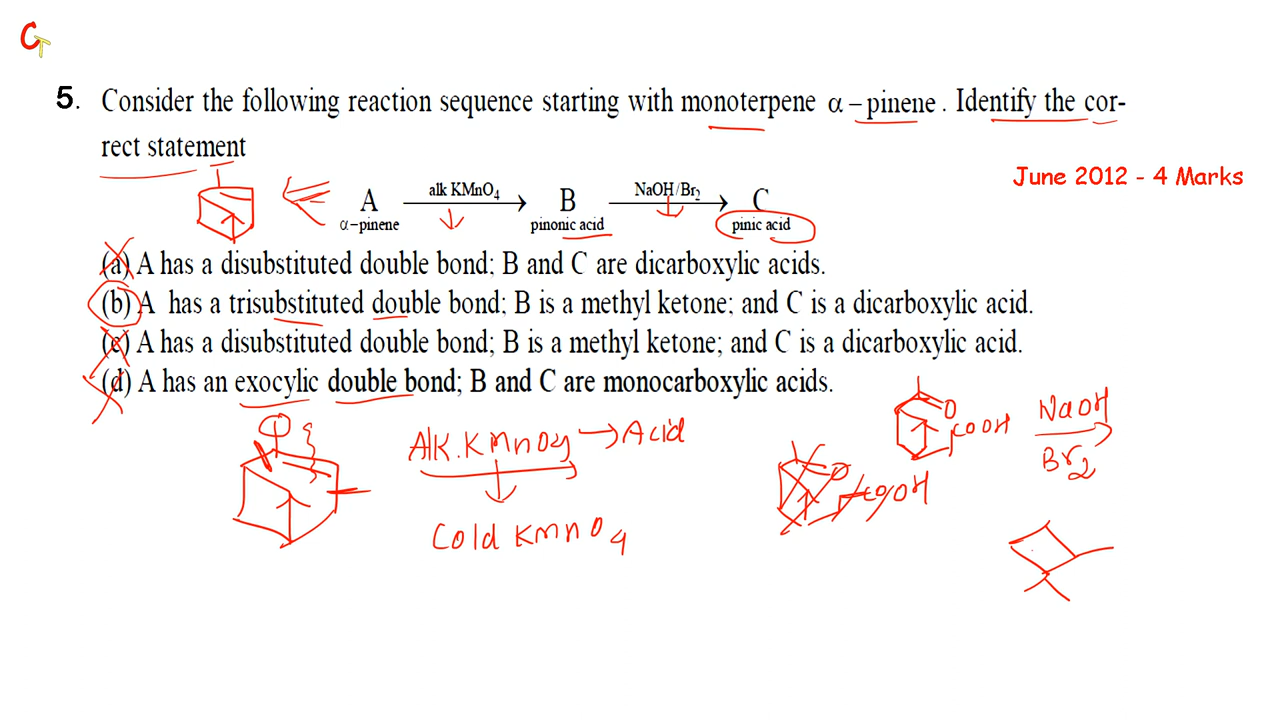 CT
5. Consider the following reaction sequence starting with monoterpene α – pinene. Identify the cor-
rect statement
June 2012 - 4 Marks
A alk KMnO4 B NaOH/Br2 C
α–pinene pinonic acid pinic acid
(a) A has a disubstituted double bond; B and C are dicarboxylic acids.
(b) A has a trisubstituted double bond; B is a methyl ketone; and C is a dicarboxylic acid.
(c) A has a disubstituted double bond; B is a methyl ketone; and C is a dicarboxylic acid.
(d) A has an exocylic double bond; B and C are monocarboxylic acids.
Alk. KMnO4 → Acid
Cold KMnO4
O
COOH
NaOH
Br2
O
COOH